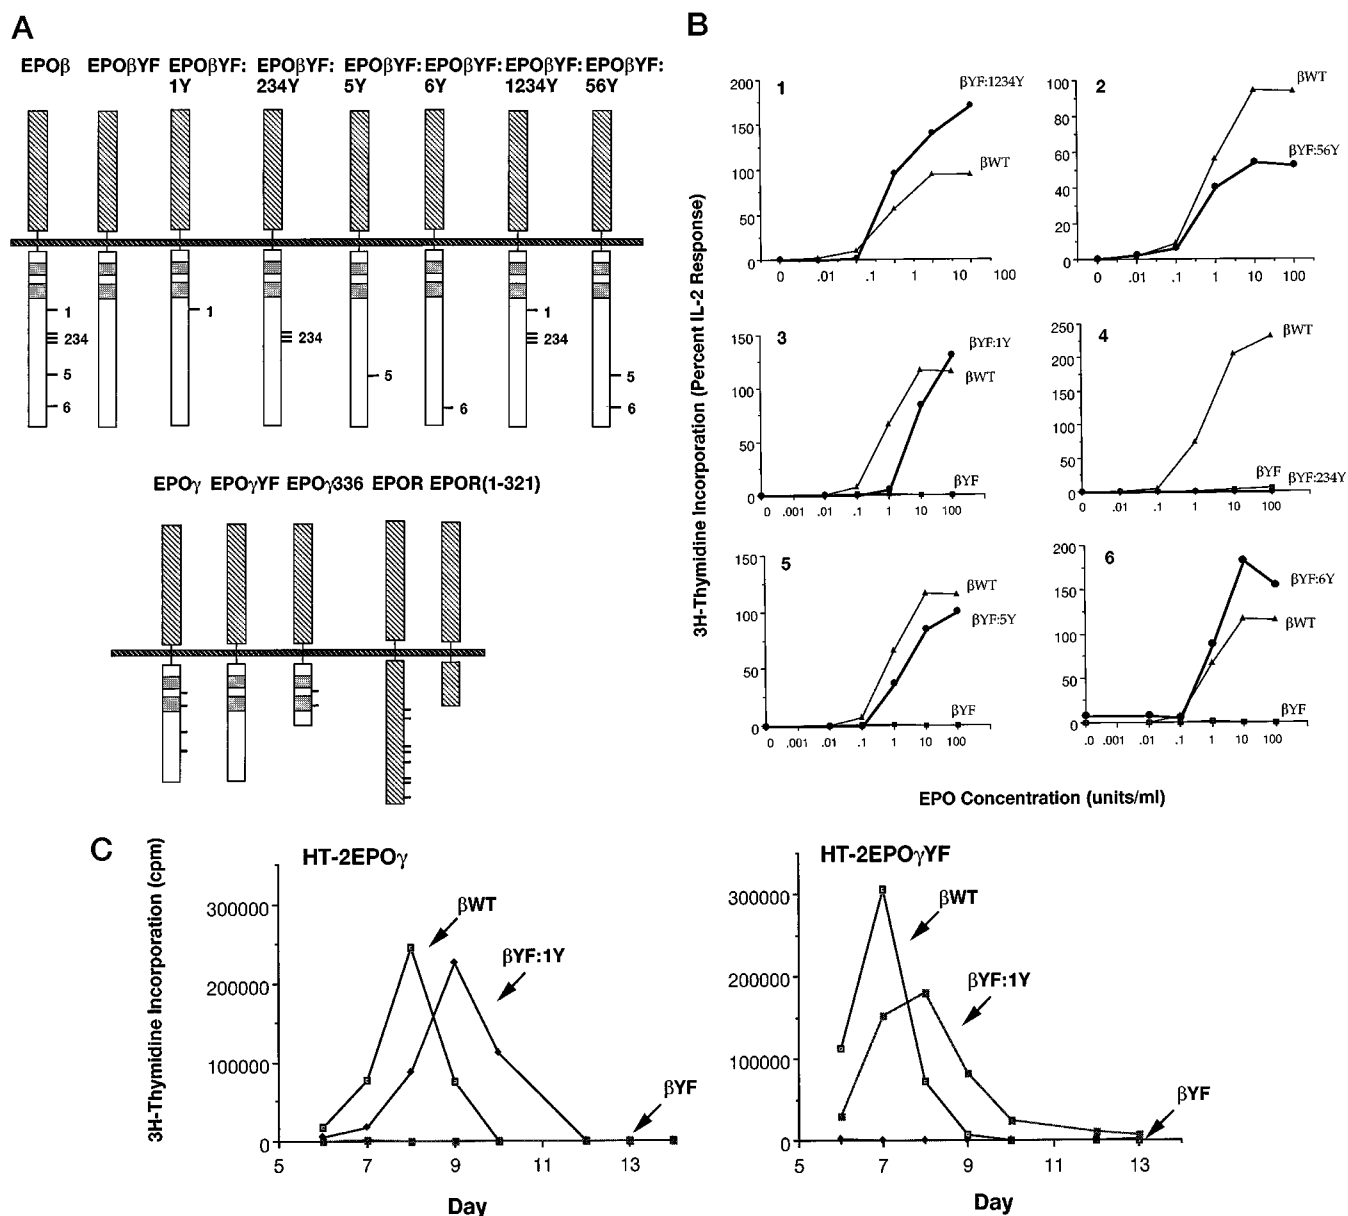 A
EPOβ EPOβYF EPOβYF: EPOβYF: EPOβYF: EPOβYF: EPOβYF: EPOβYF:
1Y 234Y 5Y 6Y 1234Y 56Y
1 1 1
234 234 234
5 5 5
6 6 6
EPOγ EPOγYF EPOγ336 EPOR EPOR(1-321)
B
3H-Thymidine Incorporation (Percent IL-2 Response)
1
βYF:1234Y
βWT
200
150
100
50
0
0 .01 .1 1 10 100
2
βWT
βYF:56Y
100
80
60
40
20
0
0 .01 .1 1 10 100
3
βYF:1Y
βWT
βYF
150
100
50
0
0 .001 .01 .1 1 10 100
4
βWT
βYF βYF:234Y
250
200
150
100
50
0
0 .001 .01 .1 1 10 100
5
βWT
βYF:5Y
βYF
150
100
50
0
0 .001 .01 .1 1 10 100
6
βYF:6Y
βWT
βYF
200
150
100
50
0
.0 .001 .01 .1 1 10 100
EPO Concentration (units/ml)
C
3H-Thymidine Incorporation (cpm)
HT-2EPOγ
βWT
βYF:1Y
βYF
300000
200000
100000
0
5 7 9 11 13
Day
HT-2EPOγYF
βWT
βYF:1Y
βYF
300000
200000
100000
0
5 7 9 11 13
Day